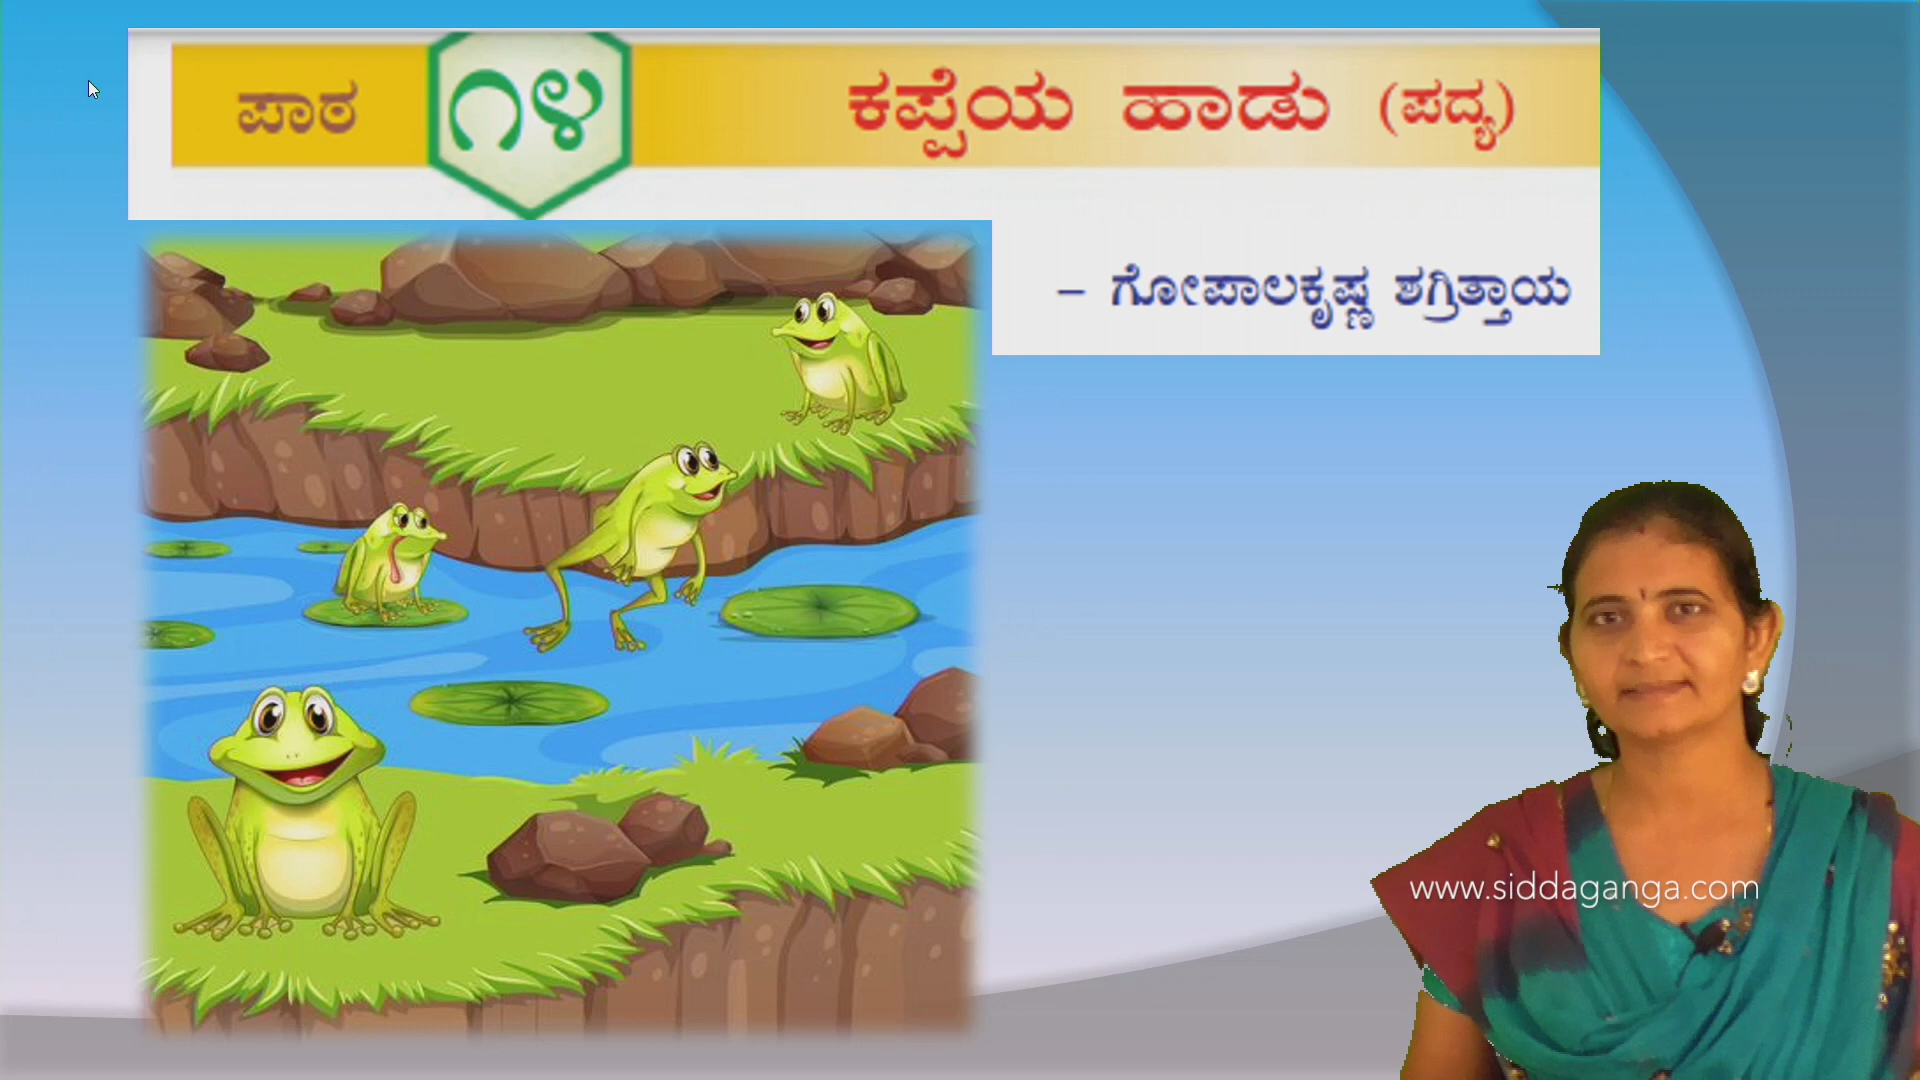 ಪಾಠ ೧೪ ಕಪ್ಪೆಯ ಹಾಡು (ಪದ್ಯ)
– ಗೋಪಾಲಕೃಷ್ಣ ಶಗ್ರಿತ್ತಾಯ
www.siddaganga.com